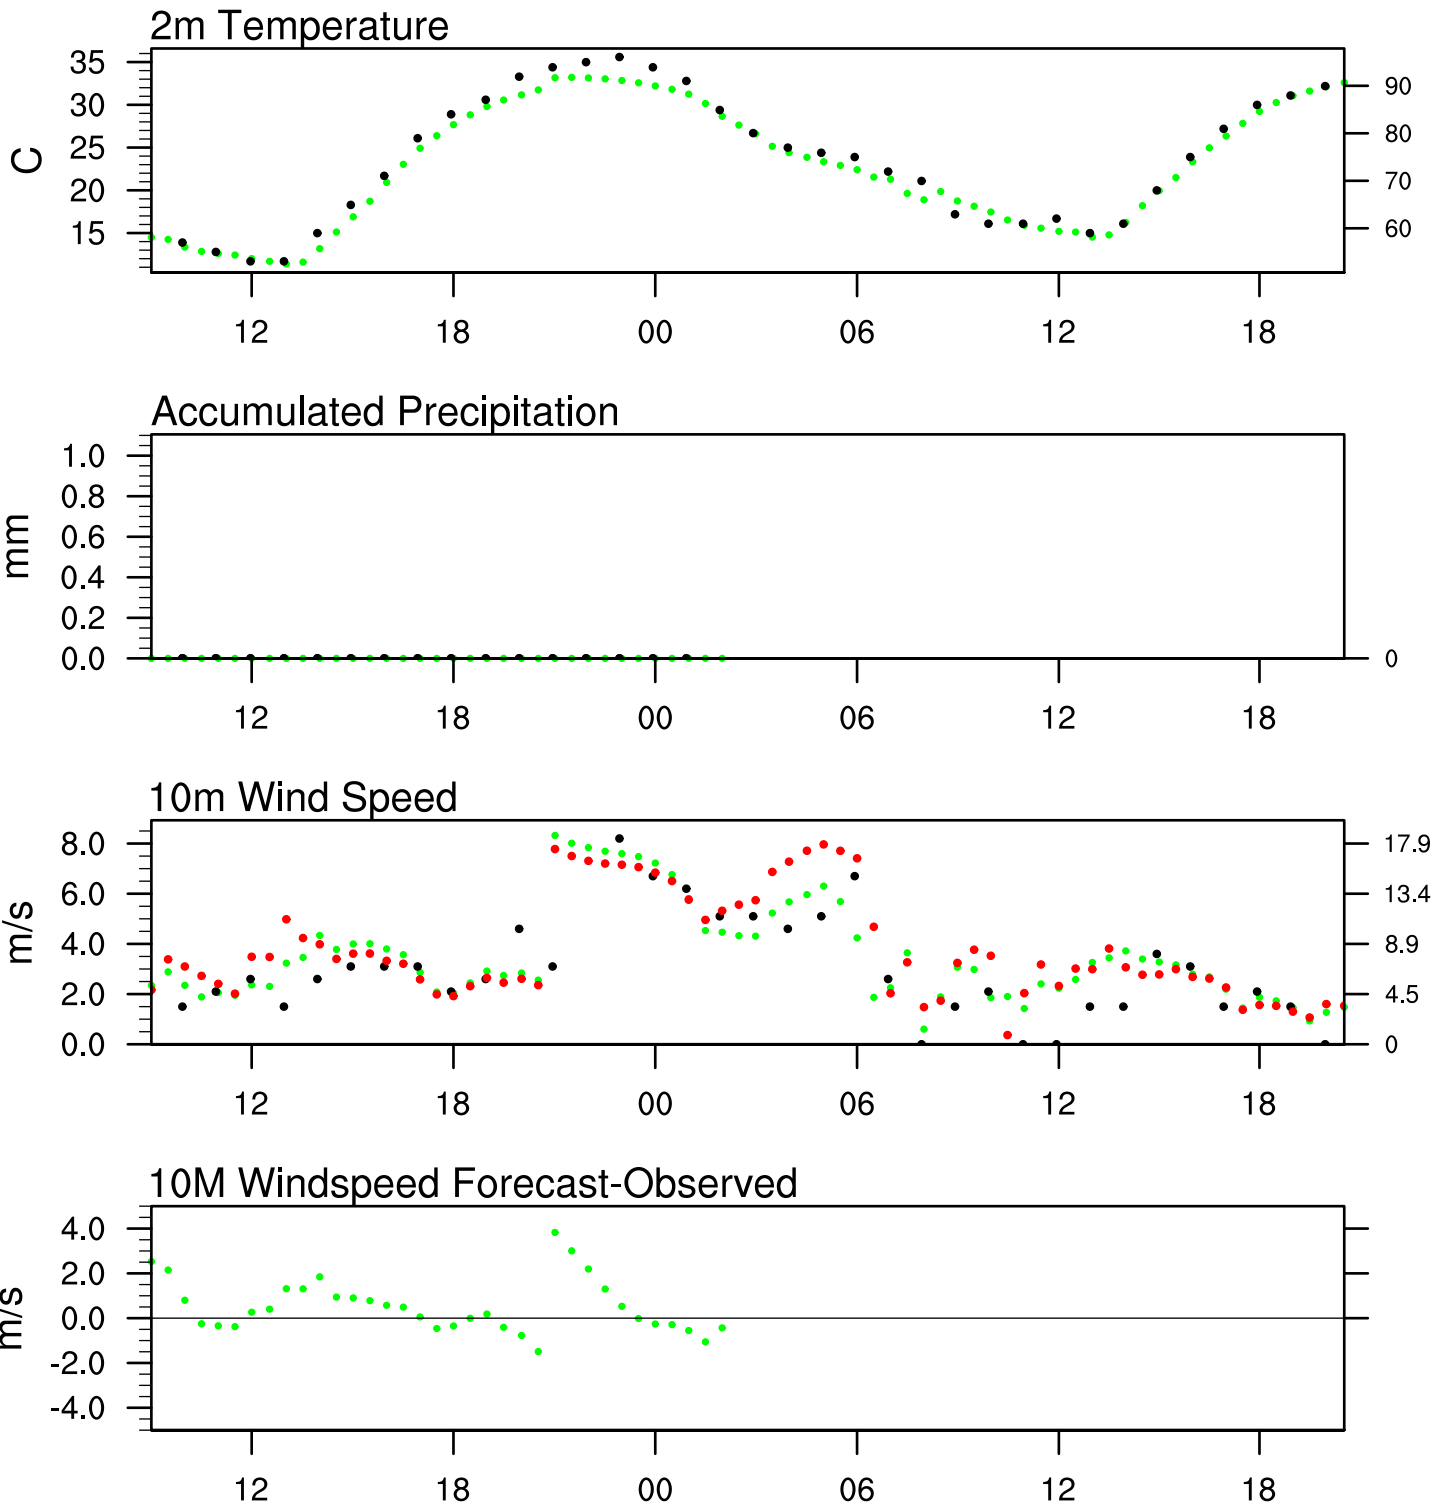 2m Temperature
35
30
25
20
15
C
90
80
70
60
12 18 00 06 12 18
Accumulated Precipitation
1.0
0.8
0.6
0.4
0.2
0.0
mm
0
12 18 00 06 12 18
10m Wind Speed
8.0
6.0
4.0
2.0
0.0
m/s
17.9
13.4
8.9
4.5
0
12 18 00 06 12 18
10M Windspeed Forecast-Observed
4.0
2.0
0.0
-2.0
-4.0
m/s
12 18 00 06 12 18